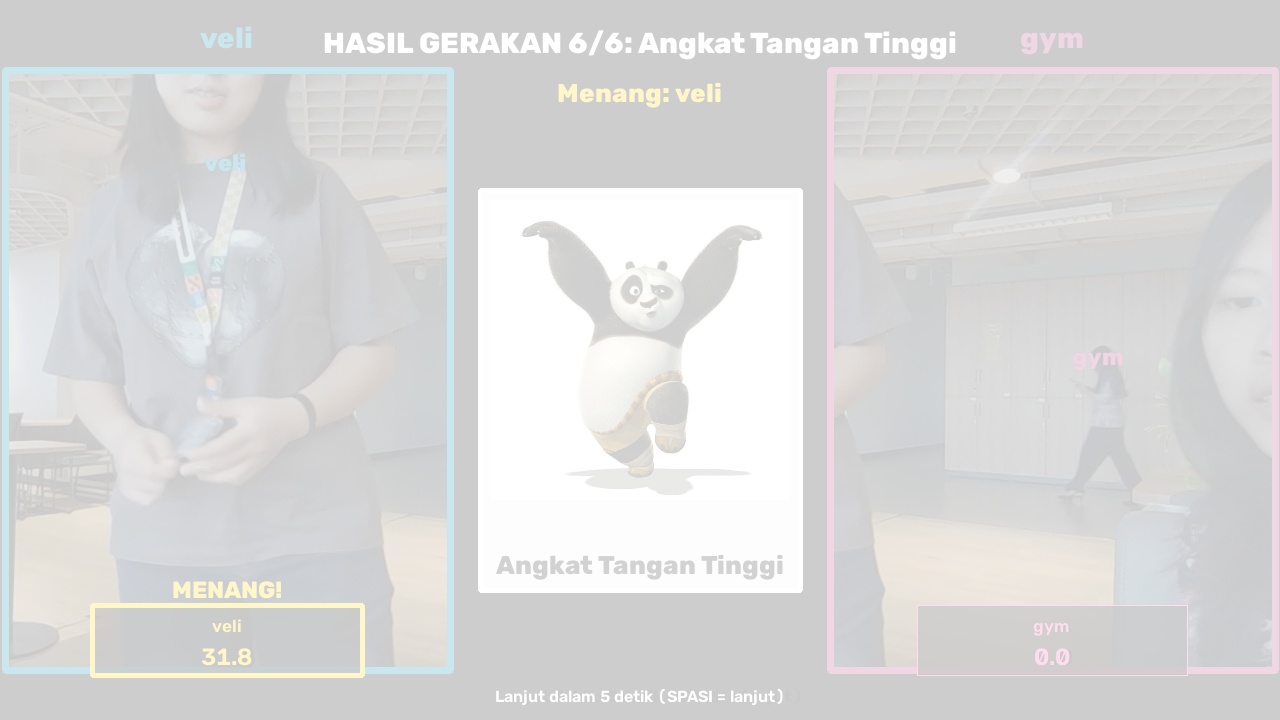 veli
HASIL GERAKAN 6/6: Angkat Tangan Tinggi
gym
Menang: veli
veli
gym
Angkat Tangan Tinggi
MENANG!
veli
31.8
gym
0.0
Lanjut dalam 5 detik (SPASI = lanjut)